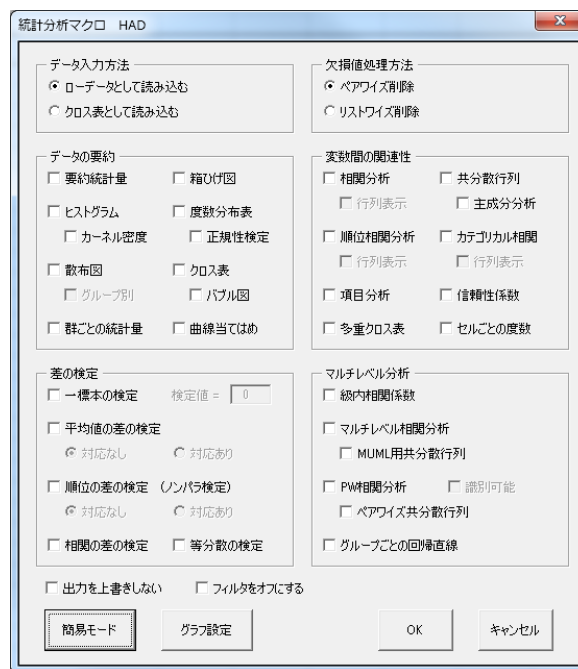 統計分析マクロ　HAD
データ入力方法
ローデータとして読み込む
クロス表として読み込む
欠損値処理方法
ペアワイズ削除
リストワイズ削除
データの要約
要約統計量 箱ひげ図
ヒストグラム 度数分布表
カーネル密度 正規性検定
散布図 クロス表
グループ別 バブル図
群ごとの統計量 曲線当てはめ
変数間の関連性
相関分析 共分散行列
行列表示 主成分分析
順位相関分析 カテゴリカル相関
行列表示 行列表示
項目分析 信頼性係数
多重クロス表 セルごとの度数
差の検定
一標本の検定 検定値 = 0
平均値の差の検定
対応なし 対応あり
順位の差の検定 (ノンパラ検定)
対応なし 対応あり
相関の差の検定 等分散の検定
マルチレベル分析
級内相関係数
マルチレベル相関分析
MUML用共分散行列
PW相関分析 識別可能
ペアワイズ共分散行列
グループごとの回帰直線
出力を上書きしない フィルタをオフにする
簡易モード グラフ設定 OK キャンセル